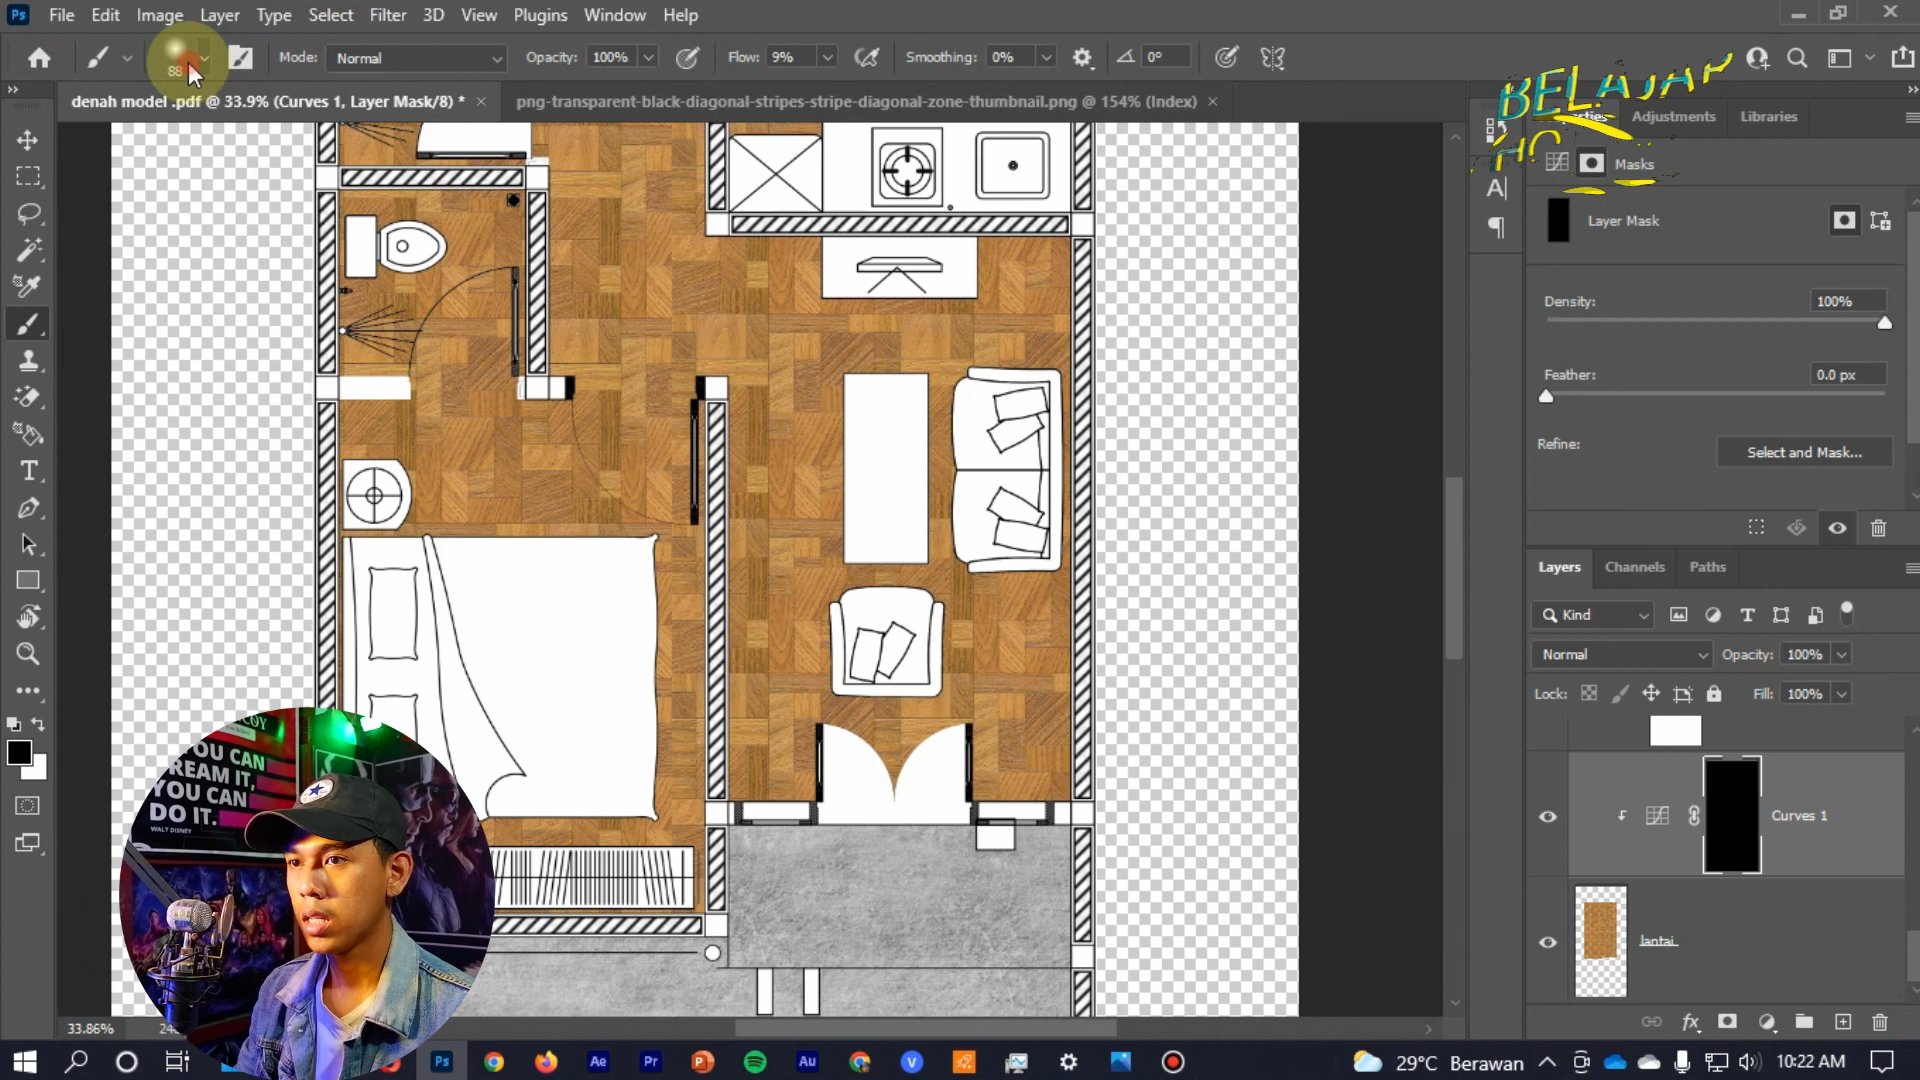 File Edit Image Layer Type Select Filter 3D View Plugins Window Help
88 Mode: Normal Opacity: 100% Flow: 9% Smoothing: 0% 0°
denah model .pdf @ 33.9% (Curves 1, Layer Mask/8) * png-transparent-black-diagonal-stripes-stripe-diagonal-zone-thumbnail.png @ 154% (Index)
BELAJAR
Adjustments Libraries
Masks
Layer Mask
Density: 100%
Feather: 0.0 px
Refine: Select and Mask...
Layers Channels Paths
Kind
Normal Opacity: 100%
Lock: Fill: 100%
Curves 1
lantai
YOU CAN
DREAM IT,
YOU CAN
DO IT.
WALT DISNEY
33.86%
29°C Berawan 10:22 AM